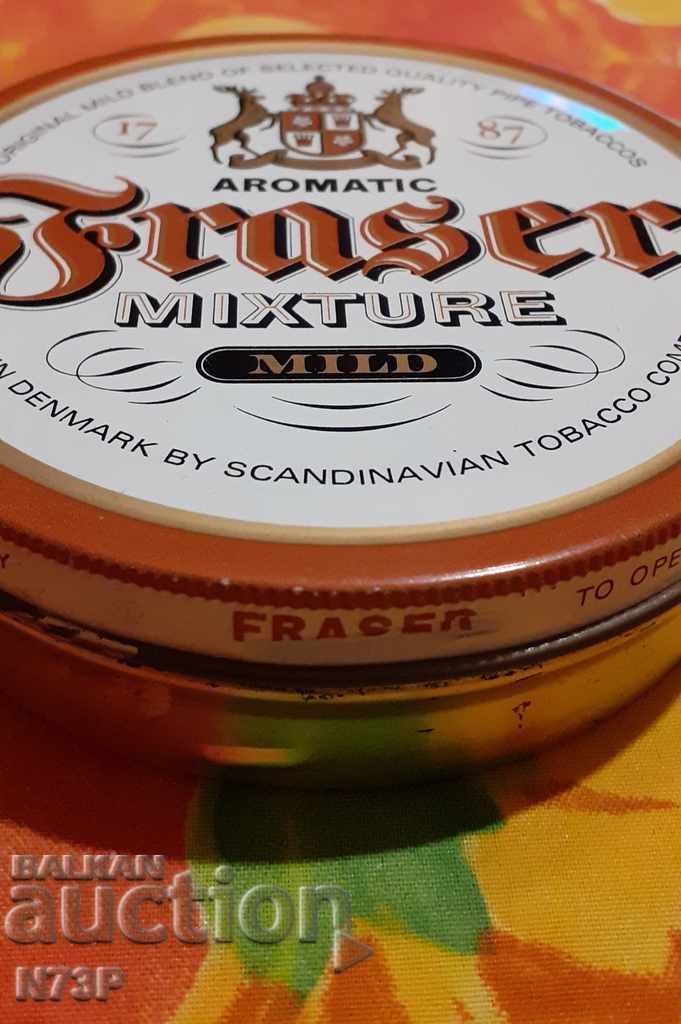 ORIGINAL MILD BLEND OF SELECTED QUALITY PIPE TOBACCOS
17 87
AROMATIC
Fraser
MIXTURE
MILD
IN DENMARK BY SCANDINAVIAN TOBACCO
FRASER
TO OPE
BALKAN
auction
N73P